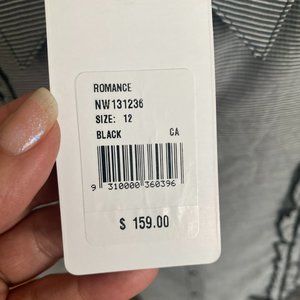 ROMANCE
NW131236
SIZE: 12
BLACK CA
9 310000 360396
$ 159.00